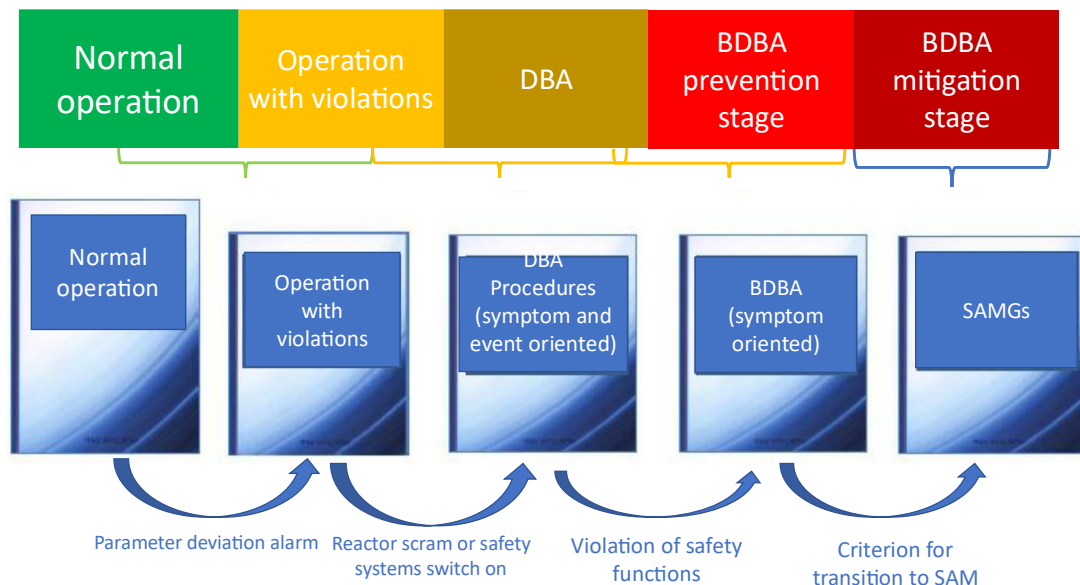 Normal
operation
Operation
with violations
DBA
BDBA
prevention
stage
BDBA
mitigation
stage
Normal
operation
Operation
with
violations
DBA
Procedures
(symptom and
event oriented)
BDBA
(symptom
oriented)
SAMGs
Parameter deviation alarm
Reactor scram or safety
systems switch on
Violation of safety
functions
Criterion for
transition to SAM